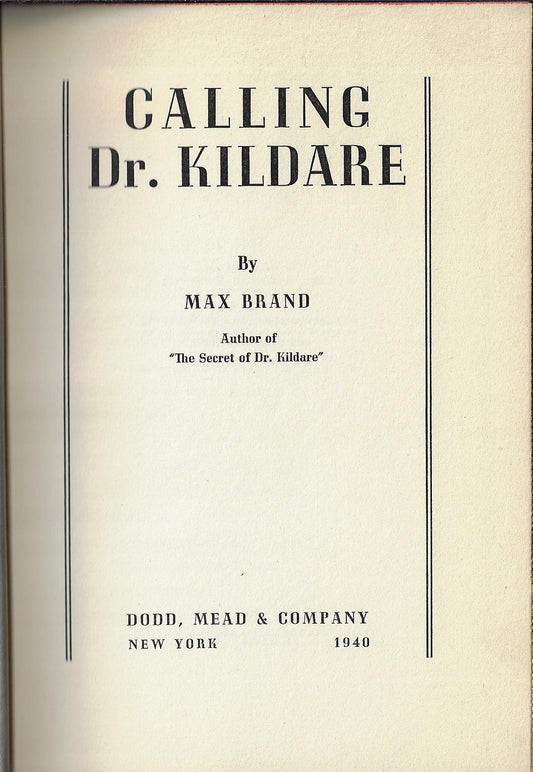 CALLING
Dr. KILDARE
By
MAX BRAND
Author of
"The Secret of Dr. Kildare"
DODD, MEAD & COMPANY
NEW YORK 1940